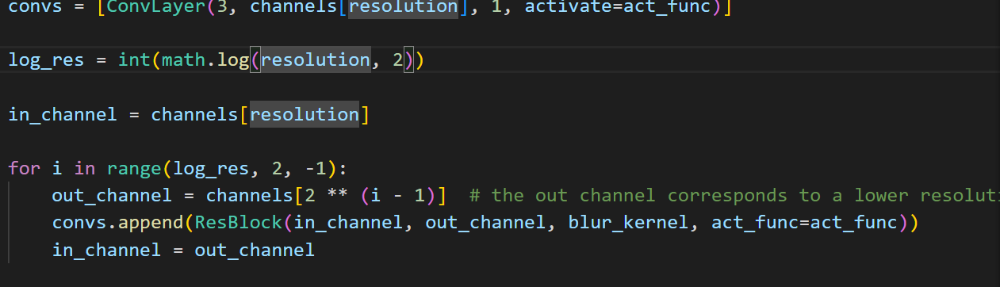 convs = [ConvLayer(3, channels[resolution], 1, activate=act_func)]
log_res = int(math.log(resolution, 2))
in_channel = channels[resolution]
for i in range(log_res, 2, -1):
out_channel = channels[2 ** (i - 1)]  # the out channel corresponds to a lower
convs.append(ResBlock(in_channel, out_channel, blur_kernel, act_func=act_func))
in_channel = out_channel